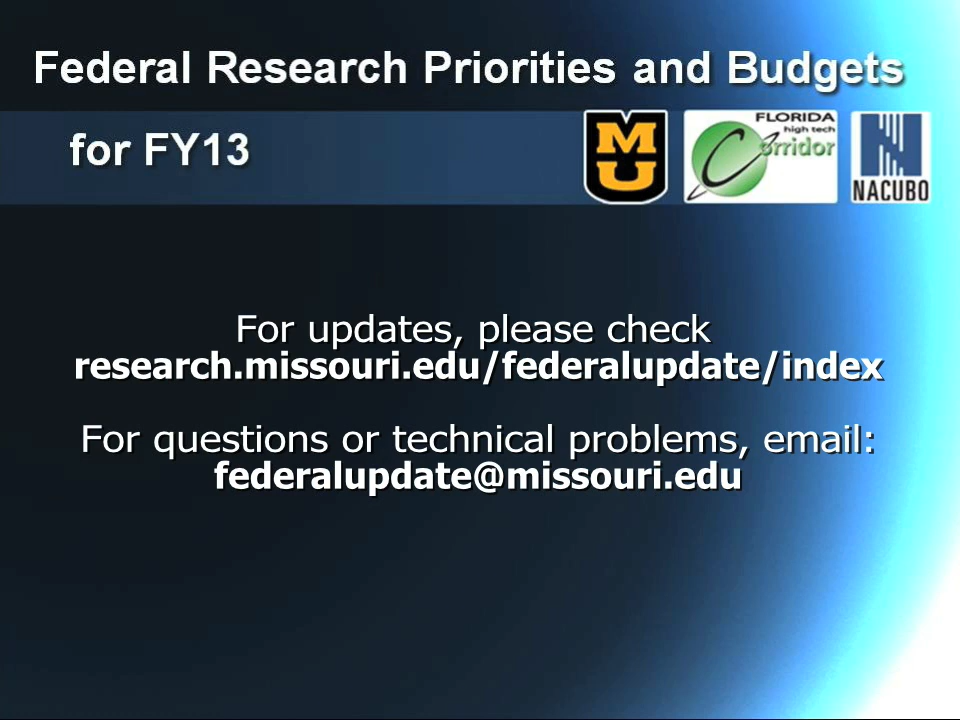 Federal Research Priorities and Budgets
for FY13
MU
FLORIDA
high tech
Corridor
N
NACUBO
For updates, please check
research.missouri.edu/federalupdate/index
For questions or technical problems, email:
federalupdate@missouri.edu